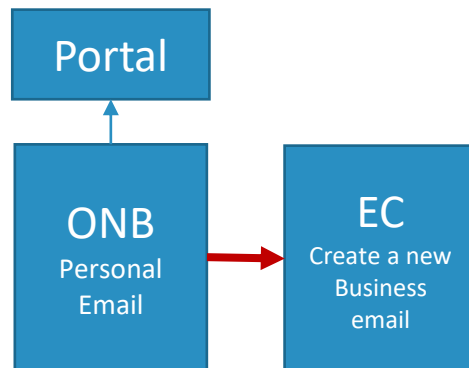 Portal
ONB
Personal
Email
EC
Create a new
Business
email